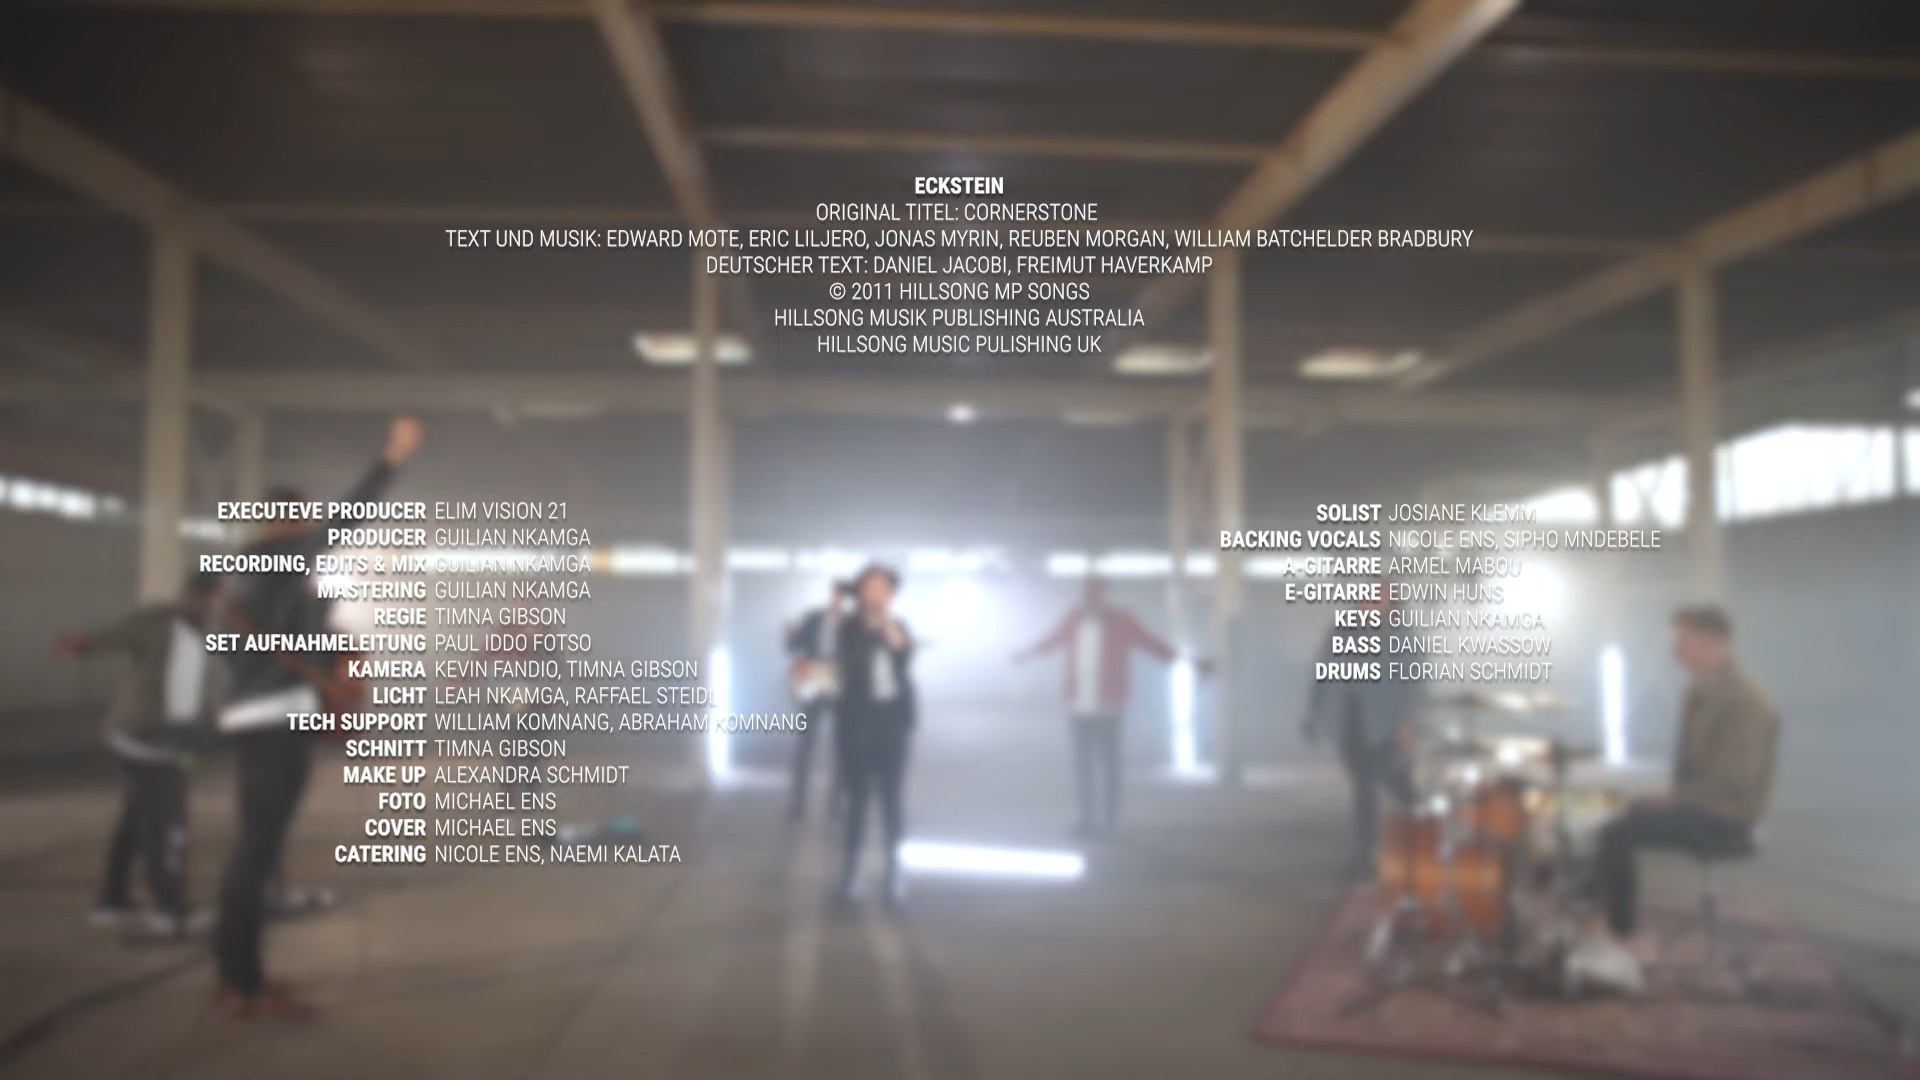 ECKSTEIN
ORIGINAL TITEL: CORNERSTONE
TEXT UND MUSIK: EDWARD MOTE, ERIC LILJERO, JONAS MYRIN, REUBEN MORGAN, WILLIAM BATCHELDER BRADBURY
DEUTSCHER TEXT: DANIEL JACOBI, FREIMUT HAVERKAMP
© 2011 HILLSONG MP SONGS
HILLSONG MUSIK PUBLISHING AUSTRALIA
HILLSONG MUSIC PULISHING UK
EXECUTEVE PRODUCER ELIM VISION 21
PRODUCER GUILIAN NKAMGA
RECORDING, EDITS & MIX GUILIAN NKAMGA
MASTERING GUILIAN NKAMGA
REGIE TIMNA GIBSON
SET AUFNAHMELEITUNG PAUL IDDO FOTSO
KAMERA KEVIN FANDIO, TIMNA GIBSON
LICHT LEAH NKAMGA, RAFFAEL STEIDL
TECH SUPPORT WILLIAM KOMNANG, ABRAHAM KOMNANG
SCHNITT TIMNA GIBSON
MAKE UP ALEXANDRA SCHMIDT
FOTO MICHAEL ENS
COVER MICHAEL ENS
CATERING NICOLE ENS, NAEMI KALATA
SOLIST JOSIANE KLEMM
BACKING VOCALS NICOLE ENS, SIPHO MNDEBELE
A-GITARRE ARMEL MABOU
E-GITARRE EDWIN HUNS
KEYS GUILIAN NKAMGA
BASS DANIEL KWASSOW
DRUMS FLORIAN SCHMIDT